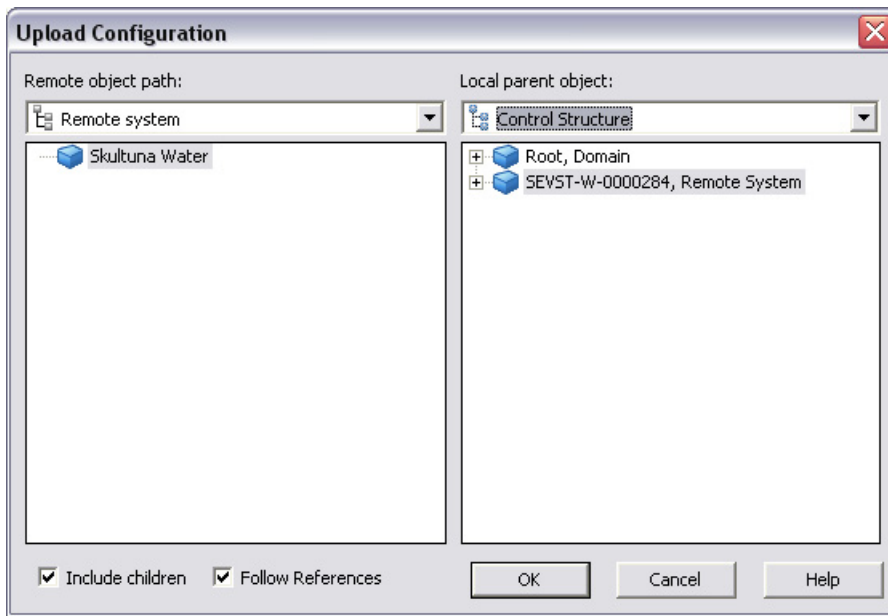 Upload Configuration
Remote object path:
Remote system
Skultuna Water
Local parent object:
Control Structure
Root, Domain
SEVST-W-0000284, Remote System
Include children
Follow References
OK
Cancel
Help